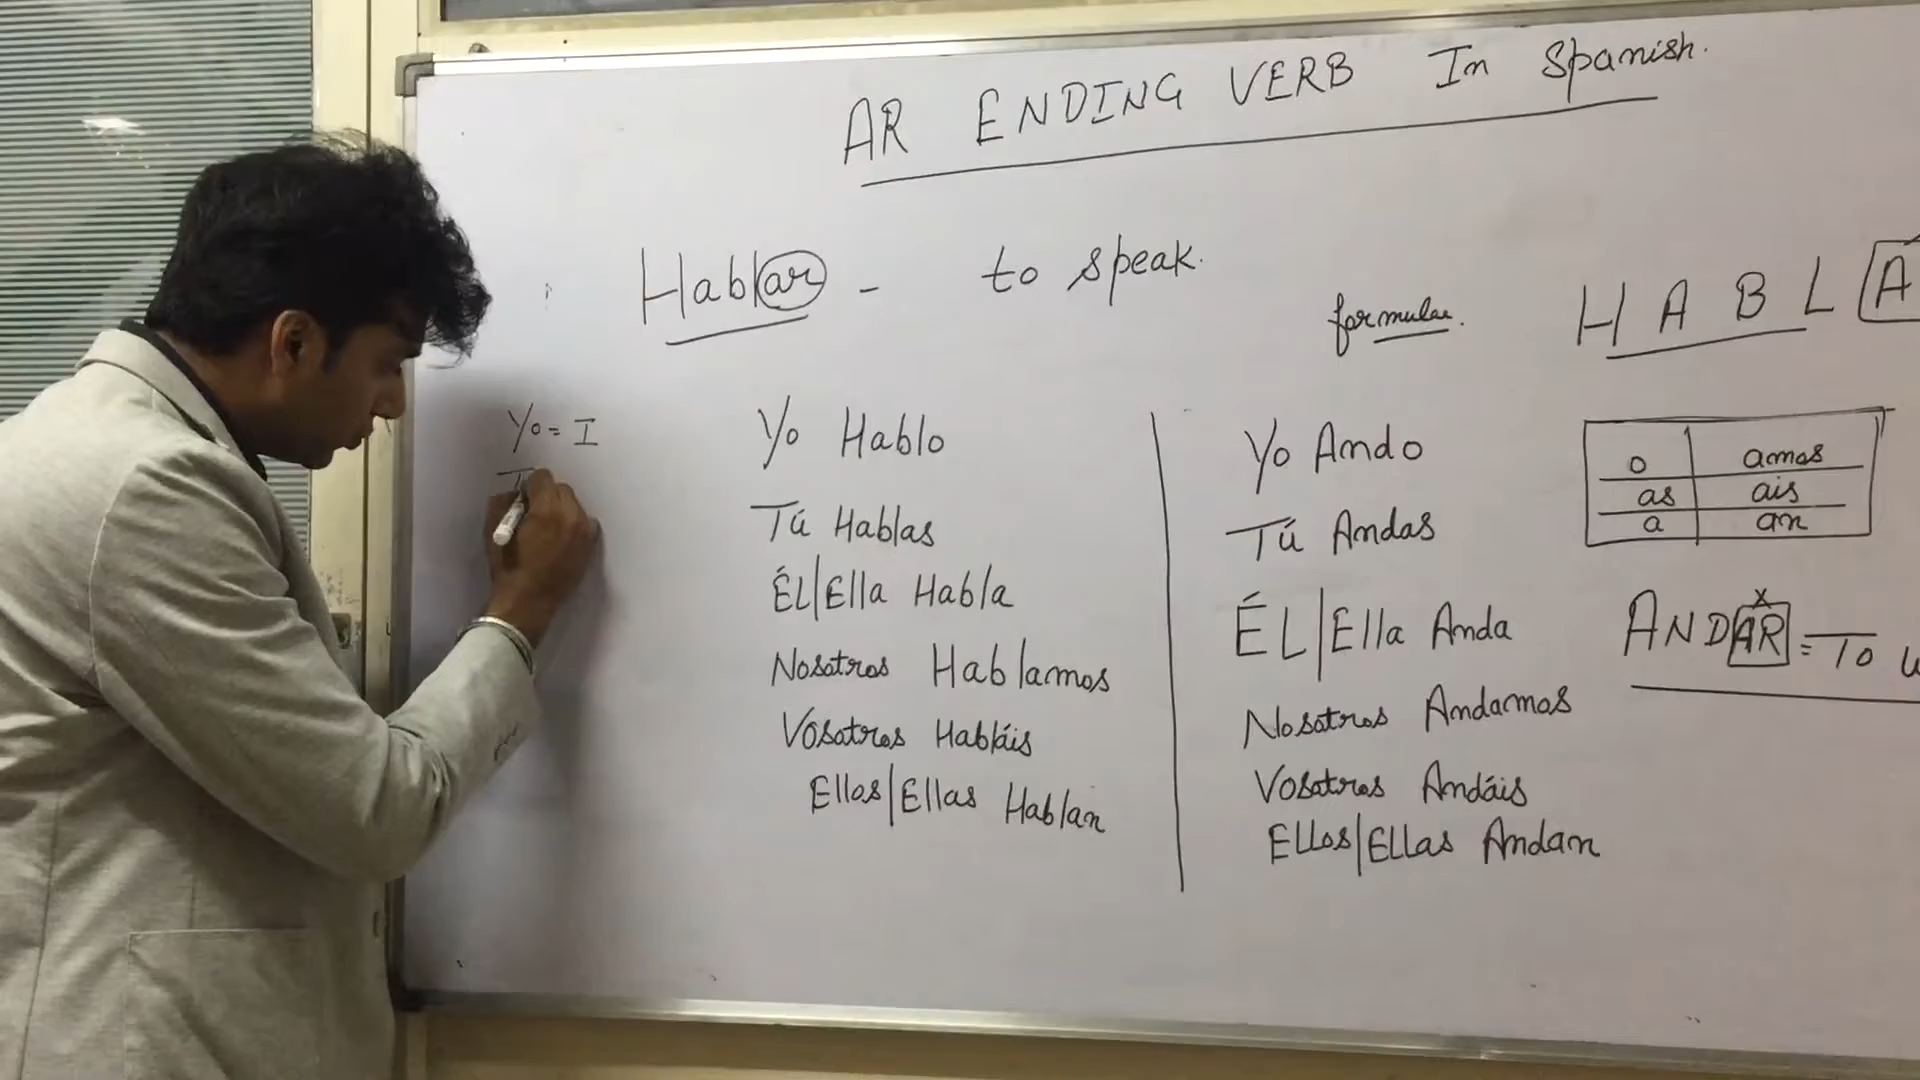 AR ENDING VERB In Spanish.
Hablar - to speak.
formulae.
HABLA
Yo = I
T
Yo Hablo
Tú Hablas
ÉL|Ella Habla
Nosotros Hablamos
Vosotros Habláis
Ellos|Ellas Hablan
Yo Ando
Tú Andas
ÉL|Ella Anda
Nosotros Andamos
Vosotros Andáis
Ellos|Ellas Andan
o amos
as ais
a an
x
ANDAR = To